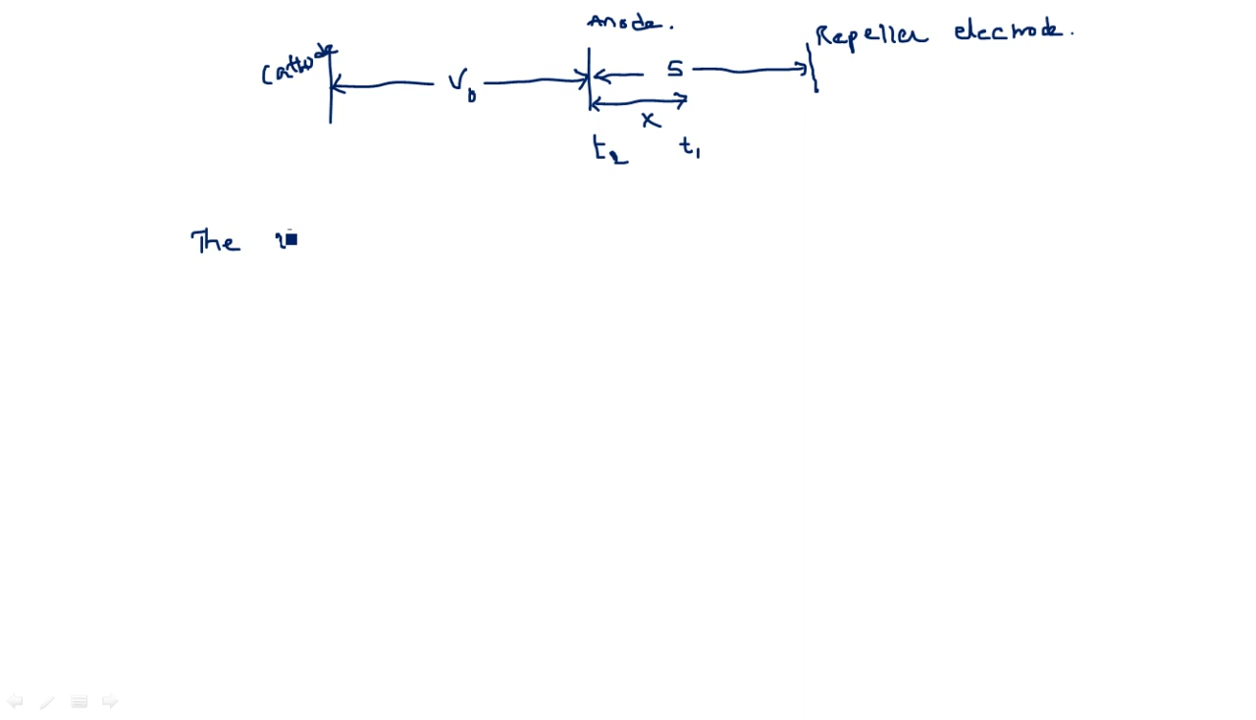 Anode.
Repeller electrode.
Cathode
V₀
S
x
t₂ t₁
The